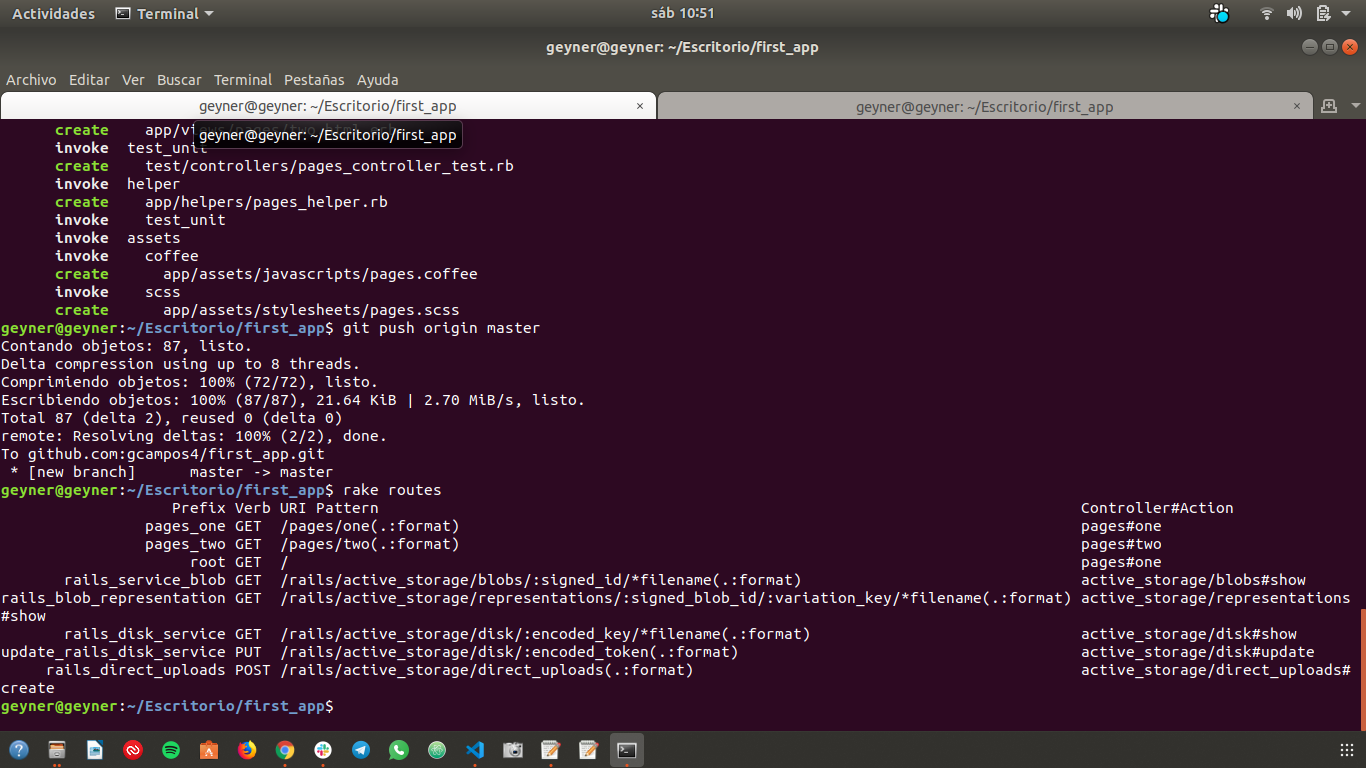 Actividades Terminal sáb 10:51
geyner@geyner: ~/Escritorio/first_app
Archivo Editar Ver Buscar Terminal Pestañas Ayuda
geyner@geyner: ~/Escritorio/first_app × geyner@geyner: ~/Escritorio/first_app ×
create app/vi
geyner@geyner: ~/Escritorio/first_app
invoke test_unit
create test/controllers/pages_controller_test.rb
invoke helper
create app/helpers/pages_helper.rb
invoke test_unit
invoke assets
invoke coffee
create app/assets/javascripts/pages.coffee
invoke scss
create app/assets/stylesheets/pages.scss
geyner@geyner:~/Escritorio/first_app$ git push origin master
Contando objetos: 87, listo.
Delta compression using up to 8 threads.
Comprimiendo objetos: 100% (72/72), listo.
Escribiendo objetos: 100% (87/87), 21.64 KiB | 2.70 MiB/s, listo.
Total 87 (delta 2), reused 0 (delta 0)
remote: Resolving deltas: 100% (2/2), done.
To github.com:gcampos4/first_app.git
* [new branch] master -> master
geyner@geyner:~/Escritorio/first_app$ rake routes
Prefix Verb URI Pattern Controller#Action
pages_one GET /pages/one(.:format) pages#one
pages_two GET /pages/two(.:format) pages#two
root GET / pages#one
rails_service_blob GET /rails/active_storage/blobs/:signed_id/*filename(.:format) active_storage/blobs#show
rails_blob_representation GET /rails/active_storage/representations/:signed_blob_id/:variation_key/*filename(.:format) active_storage/representations
#show
rails_disk_service GET /rails/active_storage/disk/:encoded_key/*filename(.:format) active_storage/disk#show
update_rails_disk_service PUT /rails/active_storage/disk/:encoded_token(.:format) active_storage/disk#update
rails_direct_uploads POST /rails/active_storage/direct_uploads(.:format) active_storage/direct_uploads#
create
geyner@geyner:~/Escritorio/first_app$